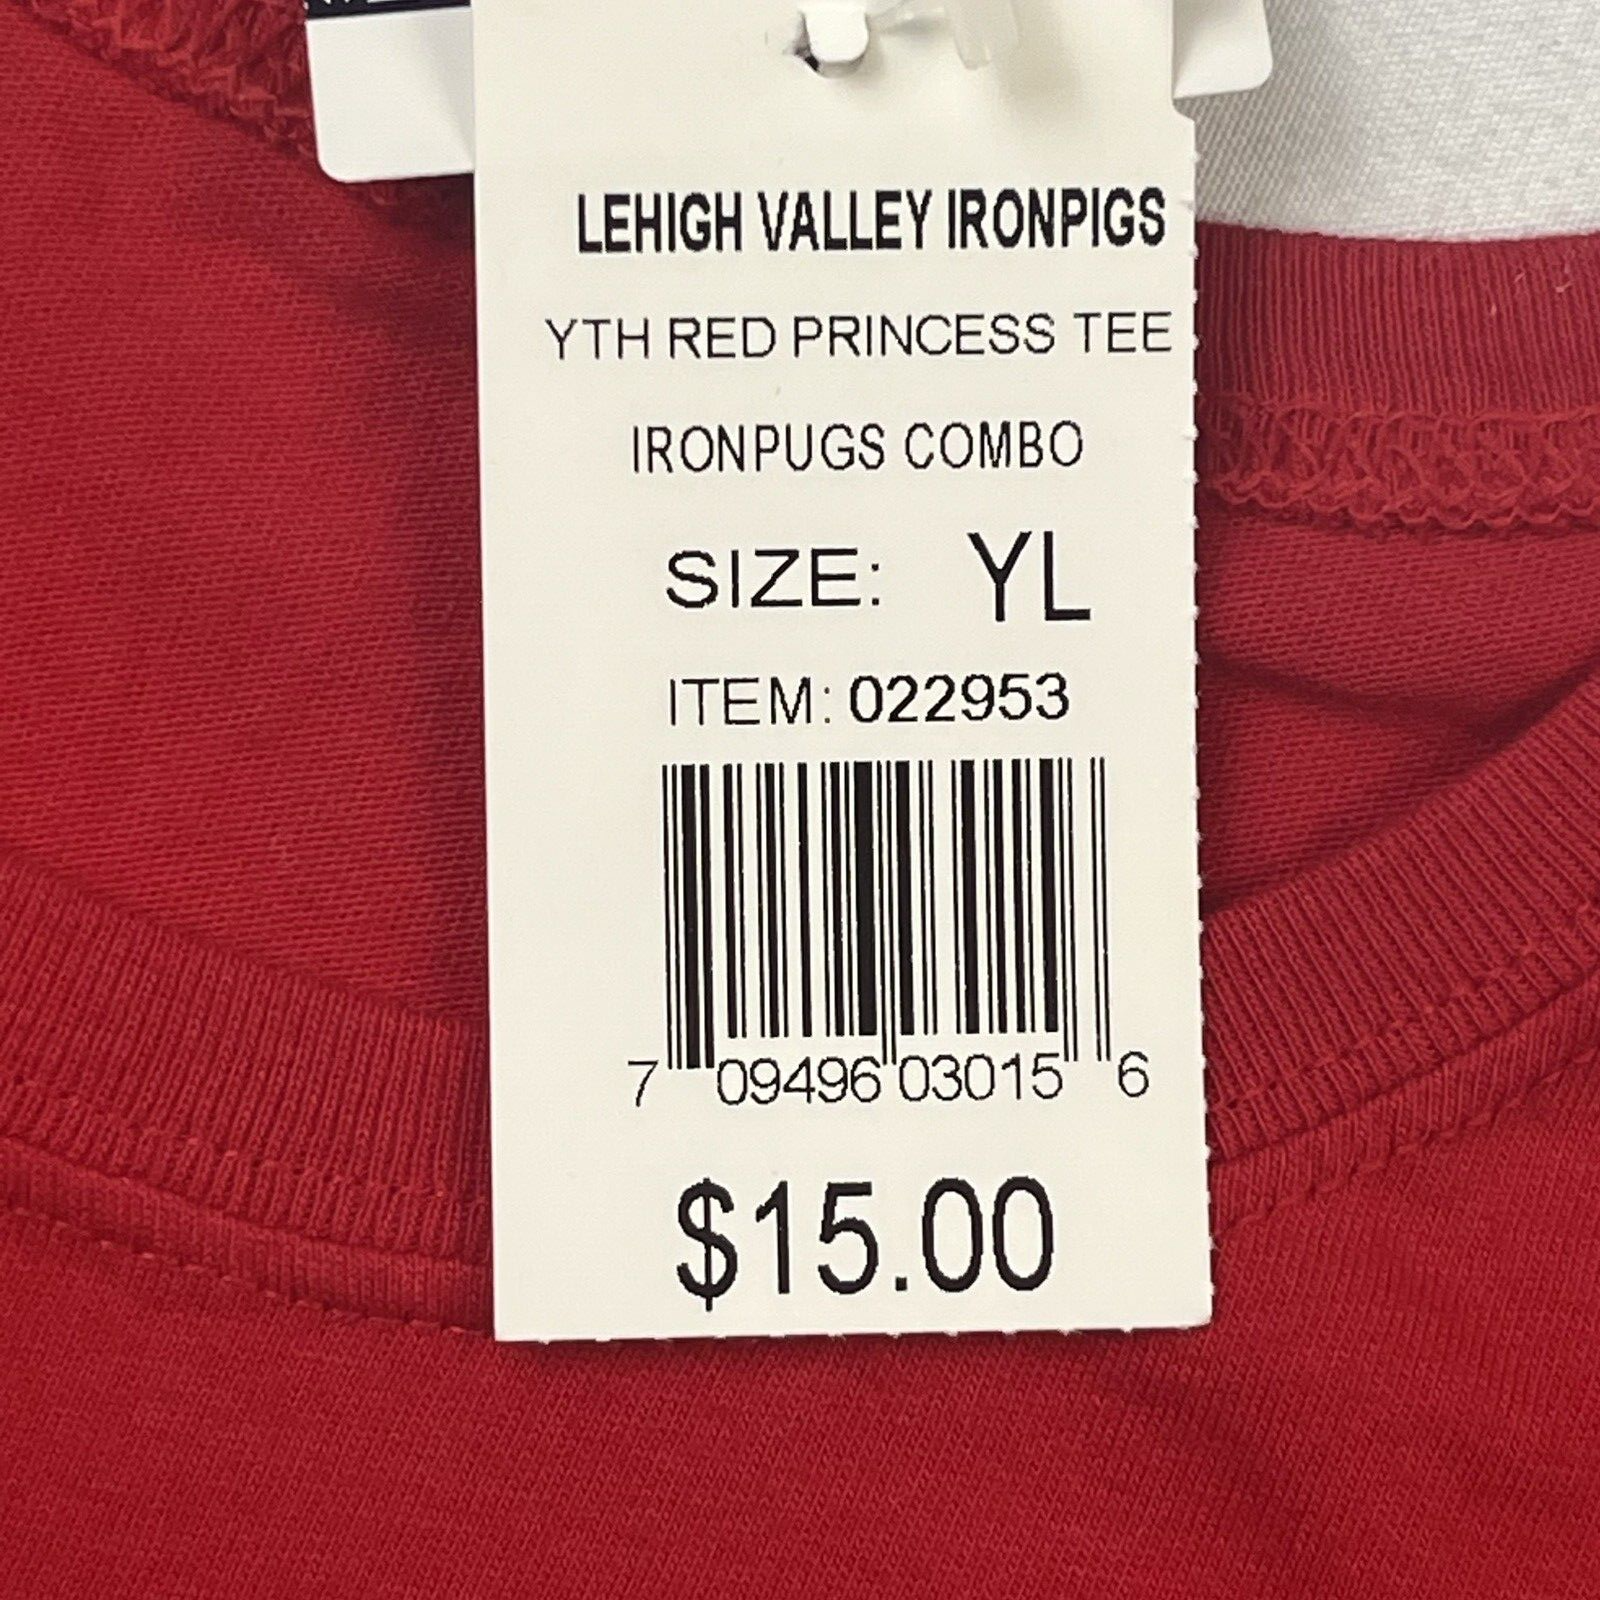 LEHIGH VALLEY IRONPIGS
YTH RED PRINCESS TEE
IRONPUGS COMBO
SIZE: YL
ITEM: 022953
7 09496 03015 6
$15.00